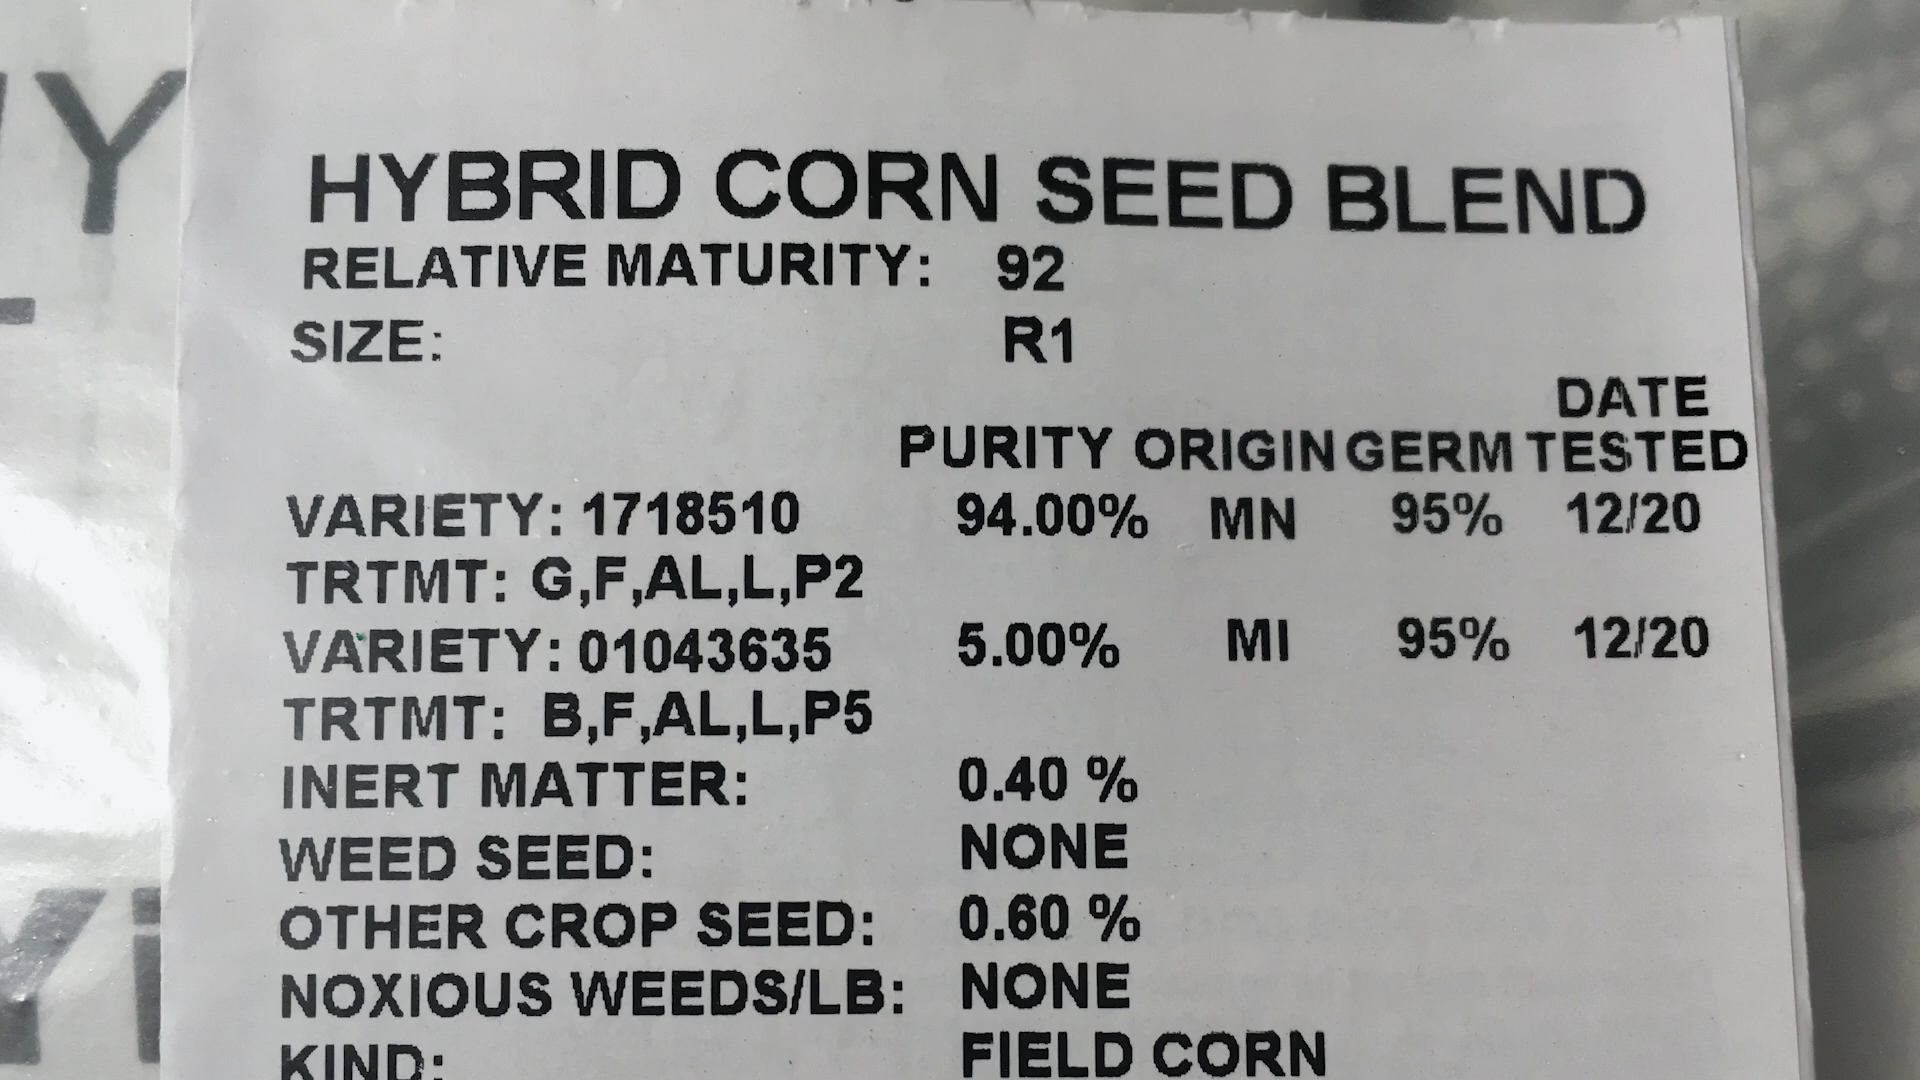 HYBRID CORN SEED BLEND
RELATIVE MATURITY: 92
SIZE: R1
DATE
PURITY ORIGIN GERM TESTED
VARIETY: 1718510 94.00% MN 95% 12/20
TRTMT: G,F,AL,L,P2
VARIETY: 01043635 5.00% MI 95% 12/20
TRTMT: B,F,AL,L,P5
INERT MATTER: 0.40 %
WEED SEED: NONE
OTHER CROP SEED: 0.60 %
NOXIOUS WEEDS/LB: NONE
KIND: FIELD CORN